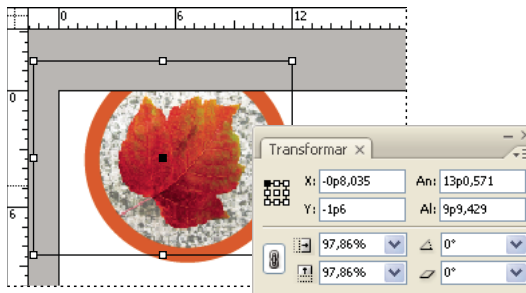 0 6 12
0
6
Transformar ×
X: -0p8,035 An: 13p0,571
Y: -1p6 Al: 9p9,429
97,86% 0°
97,86% 0°